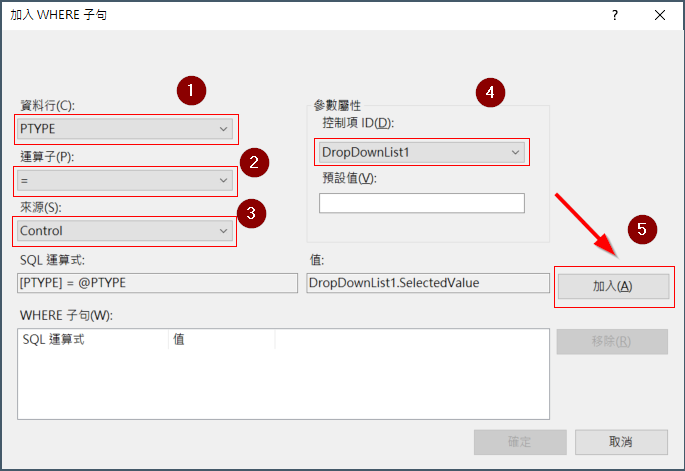 加入 WHERE 子句
?
1
資料行(C):
PTYPE
2
運算子(P):
=
3
來源(S):
Control
4
參數屬性
控制項 ID(D):
DropDownList1
預設值(V):
5
SQL 運算式:
[PTYPE] = @PTYPE
值:
DropDownList1.SelectedValue
加入(A)
WHERE 子句(W):
SQL 運算式
值
移除(R)
確定
取消